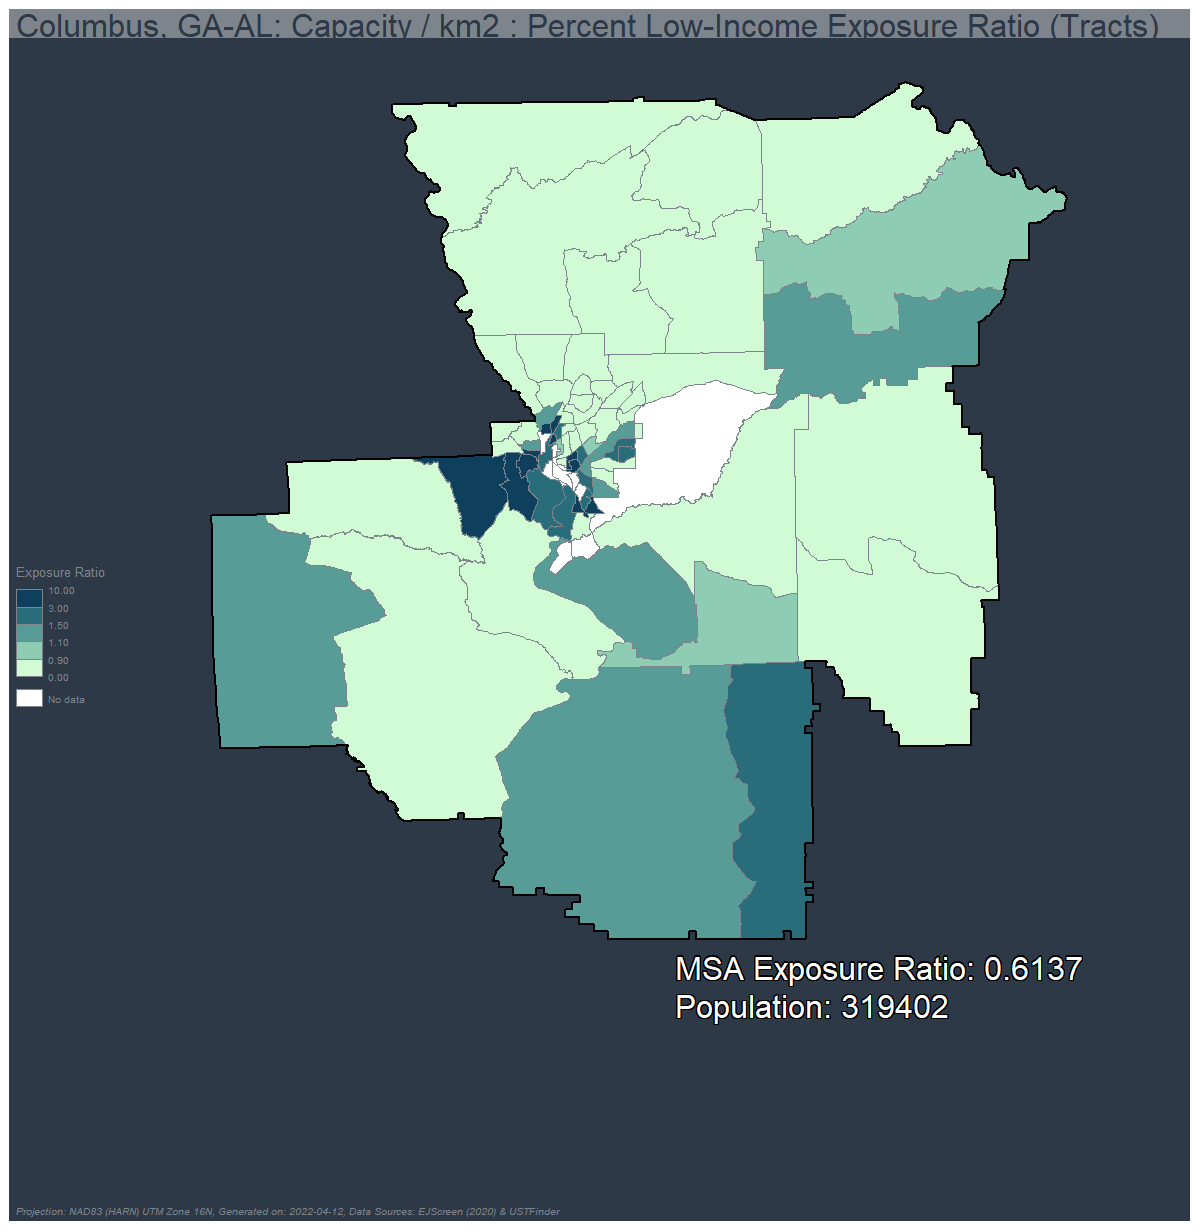 Columbus, GA-AL: Capacity / km2 : Percent Low-Income Exposure Ratio (Tracts)
Exposure Ratio
10.00
3.00
1.50
1.10
0.90
0.00
No data
MSA Exposure Ratio: 0.6137
Population: 319402
Projection: NAD83 (HARN) UTM Zone 16N, Generated on: 2022-04-12, Data Sources: EJScreen (2020) & USTFinder